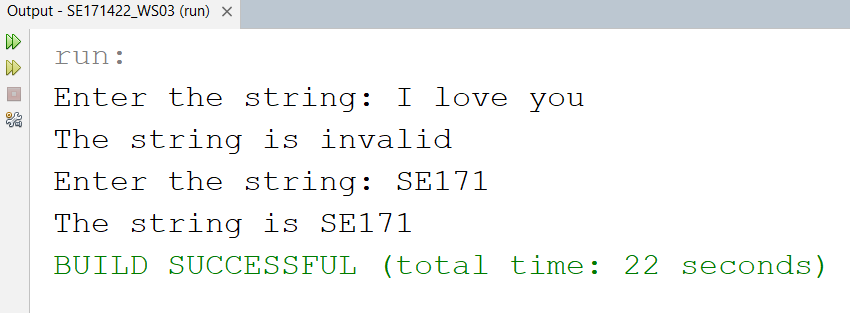 Output - SE171422_WS03 (run) ×
run:
Enter the string: I love you
The string is invalid
Enter the string: SE171
The string is SE171
BUILD SUCCESSFUL (total time: 22 seconds)